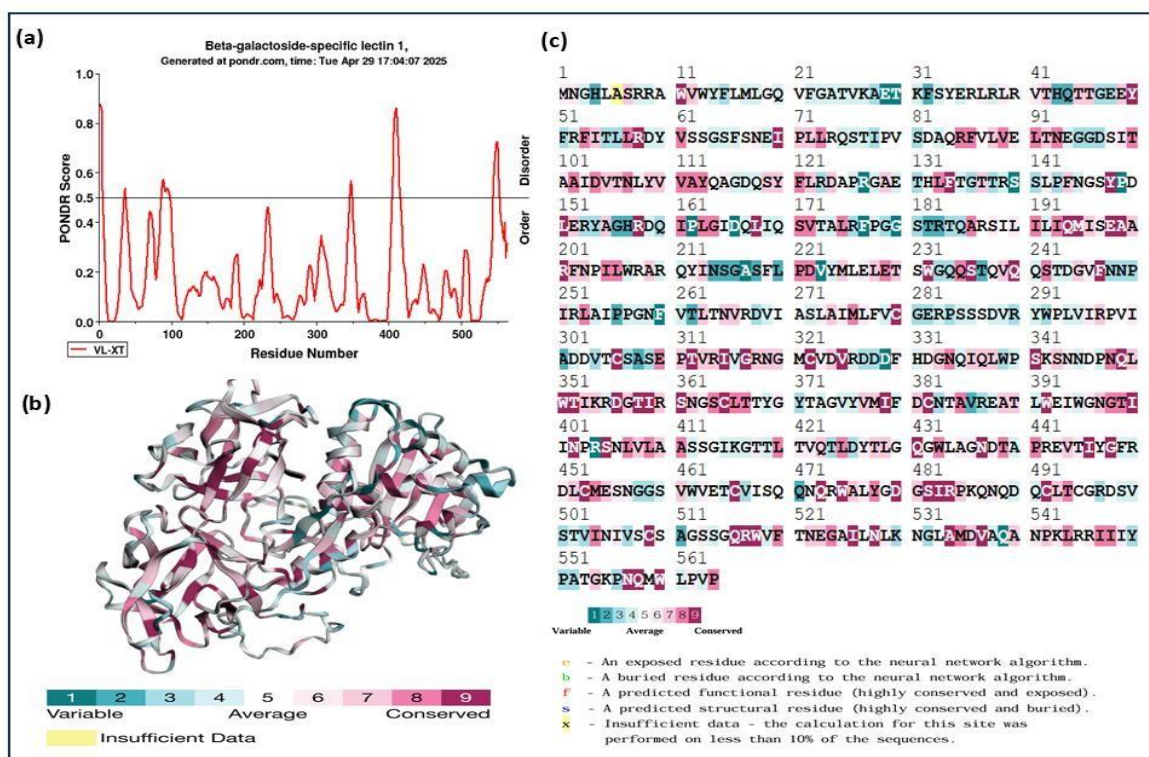 (a)
Beta-galactoside-specific lectin 1,
Generated at pondr.com, time: Tue Apr 29 17:04:07 2025
1.0
0.8
0.6
0.5
0.4
0.2
0.0
PONDR Score
Disorder
Order
0 100 200 300 400 500
Residue Number
VL-XT
(b)
1 2 3 4 5 6 7 8 9
Variable Average Conserved
Insufficient Data
(c)
1 11 21 31 41
MNGHLASRRA WVWYFLMLGQ VFGATVKAET KFSYERLRLR VTHQTTGEEY
51 61 71 81 91
FRFITLLRDY VSSGSFSNEI PLLRQSTIPV SDAQRFVLVE LTNEGGDSIT
101 111 121 131 141
AAIDVTNLYV VAYQAGDQSY FLRDAPRGAE THLFTGTTRS SLPFNGSYPD
151 161 171 181 191
LERYAGHRDQ IPLGIDQLIQ SVTALRFPGG STRTQARSIL ILIQMISEAA
201 211 221 231 241
RFNPILWRAR QYINSGASFL PDVYMLELET SWGQQSTQVQ QSTDGVFNNP
251 261 271 281 291
IRLAIPPGNF VTLTNVRDVI ASLAIMLFVC GERPSSSDVR YWPLVIRPVI
301 311 321 331 341
ADDVTCSASE PTVRIVGRNG MCVDVRDDDF HDGNQIQLWP SKSNNDPNQL
351 361 371 381 391
WTIKRDGTIR SNGSCLTTYG YTAGVYVMIF DCNTAVREAT LWEIWGNGTI
401 411 421 431 441
INPRSNLVLA ASSGIKGTTL TVQTLDYTLG QGWLAGNDTA PREVTIYGFR
451 461 471 481 491
DLCMESNGGS VWVETCVISQ QNQRWALYGD GSIRPKQNQD QCLTCGRDSV
501 511 521 531 541
STVINIVSCS AGSSGQRWVF TNEGAILNLK NGLAMDVAQA NPKLRRIIIY
551 561
PATGKPNQMW LPVP
1 2 3 4 5 6 7 8 9
Variable Average Conserved
e - An exposed residue according to the neural network algorithm.
b - A buried residue according to the neural network algorithm.
f - A predicted functional residue (highly conserved and exposed).
s - A predicted structural residue (highly conserved and buried).
x - Insufficient data - the calculation for this site was
performed on less than 10% of the sequences.